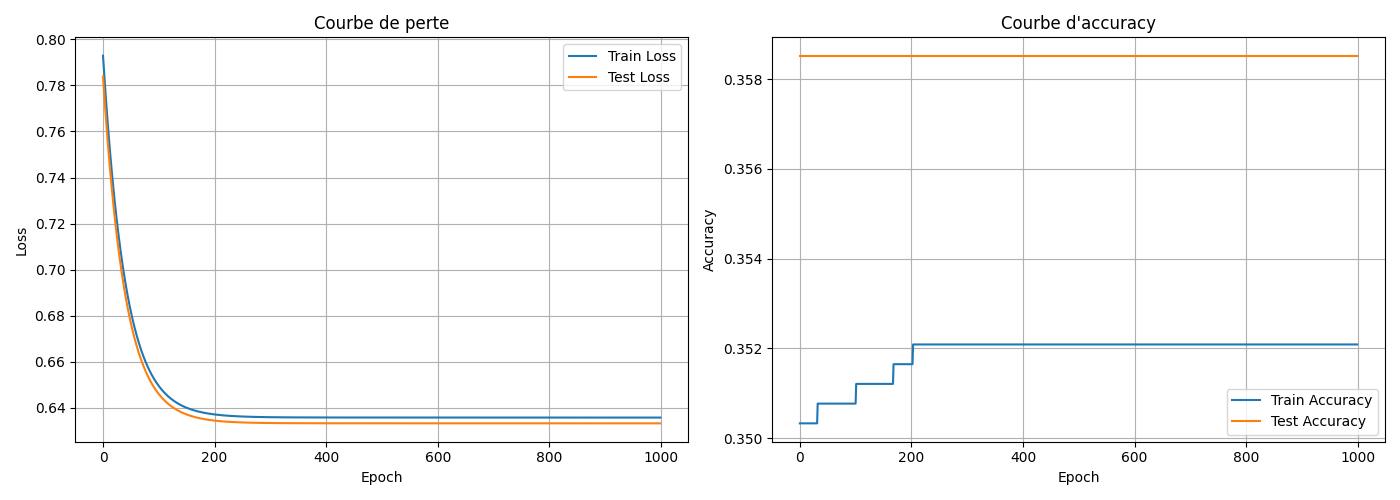 Courbe de perte
0.80
0.78
0.76
0.74
0.72
0.70
0.68
0.66
0.64
Loss
0 200 400 600 800 1000
Epoch
Train Loss
Test Loss
Courbe d'accuracy
0.358
0.356
0.354
0.352
0.350
Accuracy
0 200 400 600 800 1000
Epoch
Train Accuracy
Test Accuracy